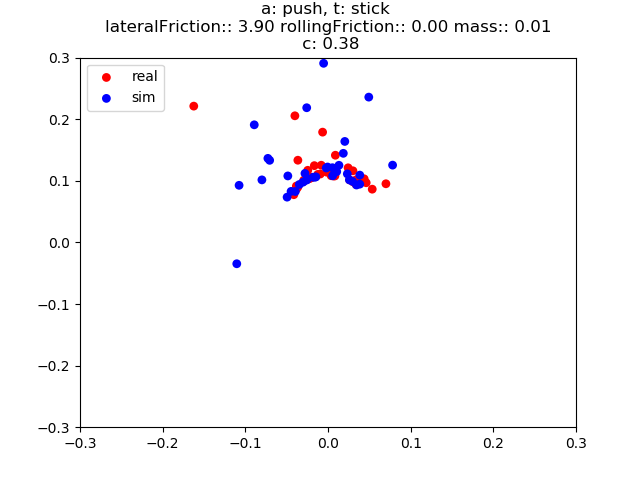 a: push, t: stick
lateralFriction:: 3.90 rollingFriction:: 0.00 mass:: 0.01
c: 0.38
real
sim
0.3
0.2
0.1
0.0
−0.1
−0.2
−0.3
−0.3 −0.2 −0.1 0.0 0.1 0.2 0.3